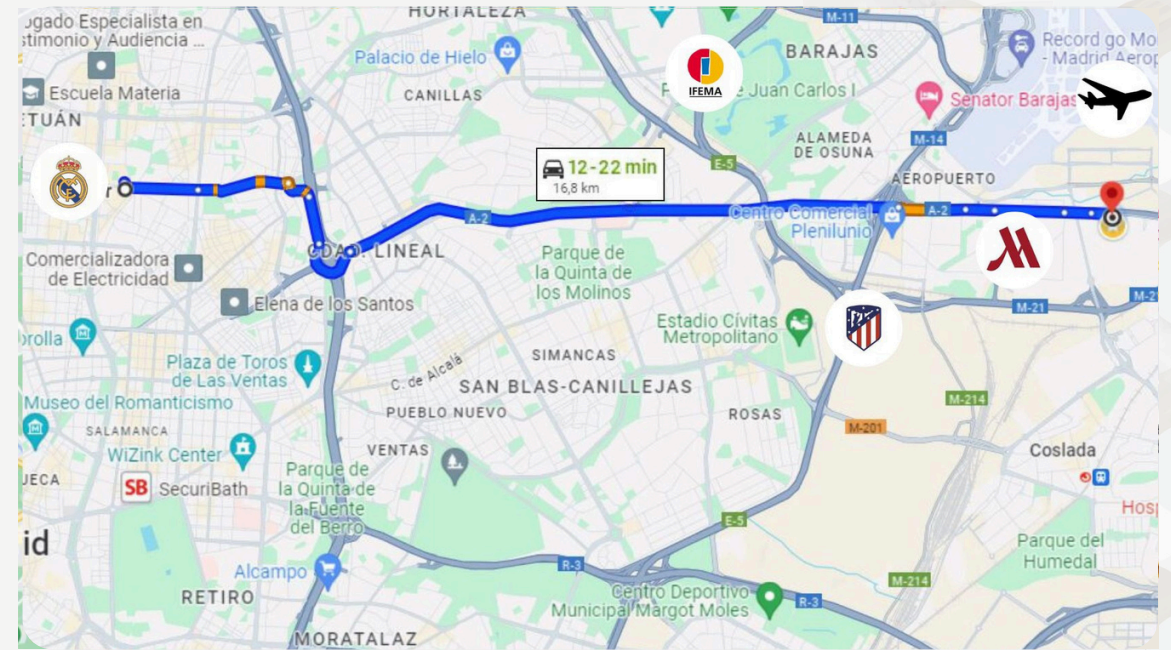 HORTALEZA
ogado Especialista en
stimonio y Audiencia ...
M-11
Palacio de Hielo
BARAJAS
Record go Mo
- Madrid Aerop
Escuela Materia
CANILLAS
IFEMA
e Juan Carlos I
Senator Barajas
ETUÁN
M-14
ALAMEDA
DE OSUNA
E-5
12-22 min
16,8 km
AEROPUERTO
r
A-2
A-2
Centro Comercial
Plenilunio
CDAD. LINEAL
Comercializadora
de Electricidad
Parque de
la Quinta de
los Molinos
Elena de los Santos
M-21
M-21
orolla
Estadio Cívitas
Metropolitano
Plaza de Toros
de Las Ventas
SIMANCAS
C. de Alcalá
SAN BLAS-CANILLEJAS
Museo del Romanticismo
PUEBLO NUEVO
ROSAS
M-214
SALAMANCA
M-201
WiZink Center
VENTAS
Coslada
JECA
SB
SecuriBath
Parque de
la Quinta de
la Fuente
del Berro
Hosp
E-5
id
Parque del
Humedal
Alcampo
R-3
M-214
RETIRO
Centro Deportivo
Municipal Margot Moles
R-3
MORATALAZ